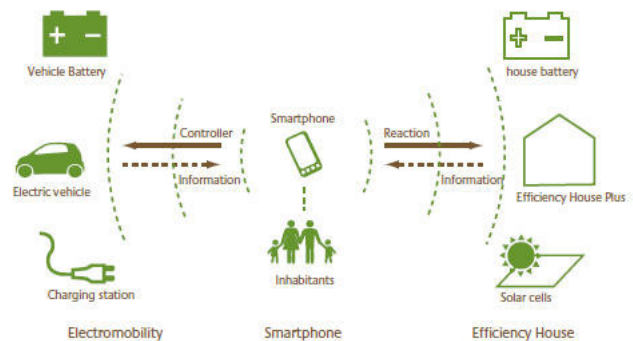 Vehicle Battery
house battery
Smartphone
Controller
Reaction
Information
Information
Electric vehicle
Efficiency House Plus
Inhabitants
Charging station
Solar cells
Electromobility
Smartphone
Efficiency House